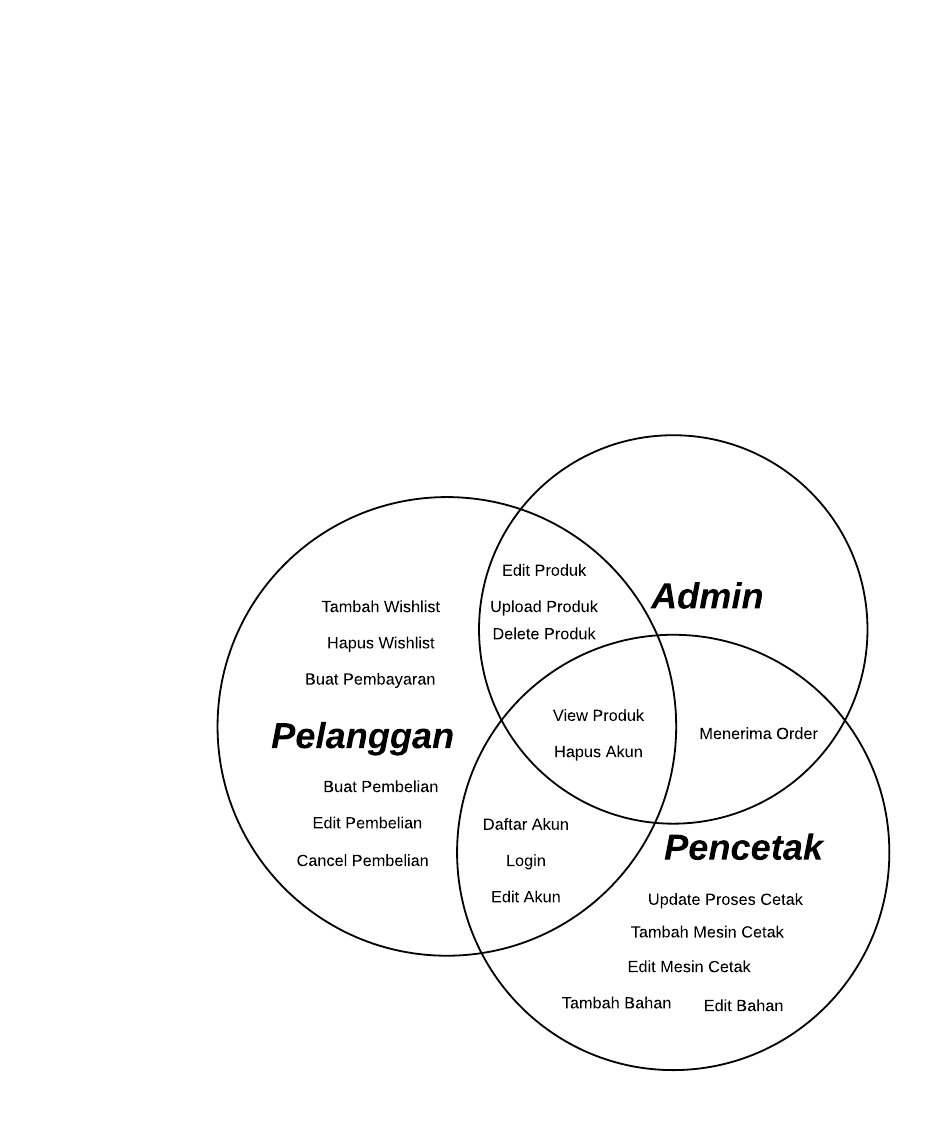 Edit Produk
Admin
Tambah Wishlist
Upload Produk
Delete Produk
Hapus Wishlist
Buat Pembayaran
View Produk
Pelanggan
Menerima Order
Hapus Akun
Buat Pembelian
Edit Pembelian
Daftar Akun
Pencetak
Cancel Pembelian
Login
Edit Akun
Update Proses Cetak
Tambah Mesin Cetak
Edit Mesin Cetak
Tambah Bahan
Edit Bahan